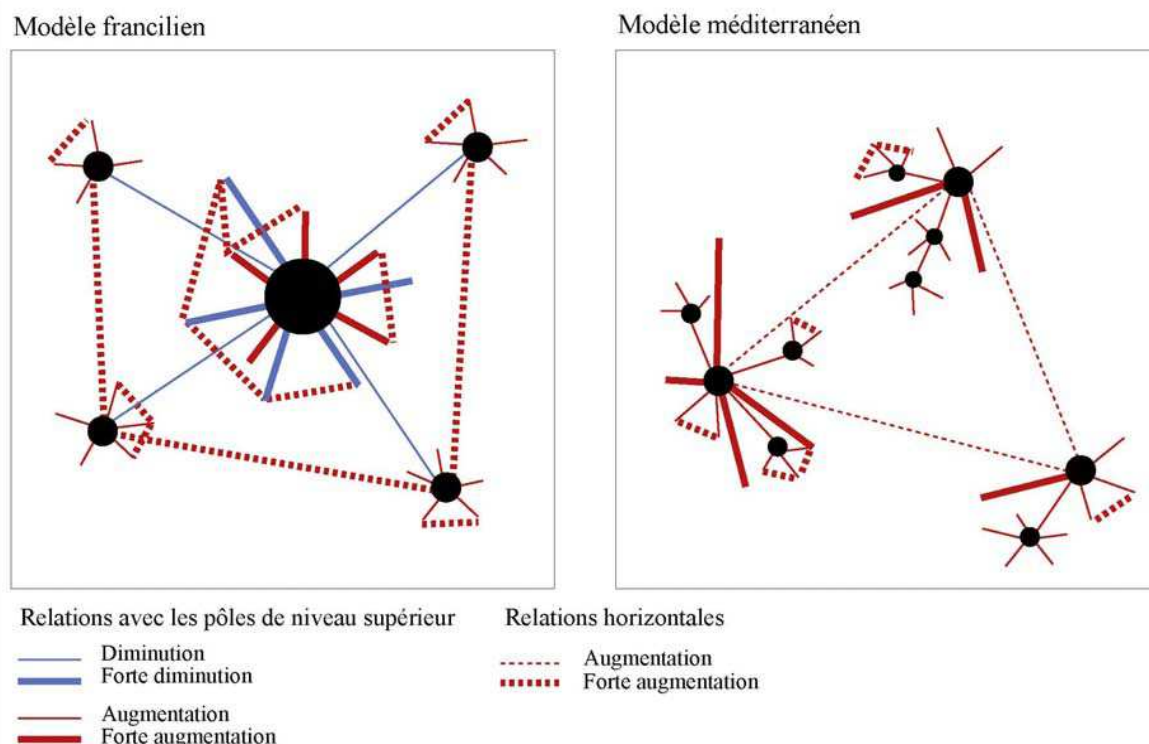 Modèle francilien
Modèle méditerranéen
Relations avec les pôles de niveau supérieur
Diminution
Forte diminution
Augmentation
Forte augmentation
Relations horizontales
Augmentation
Forte augmentation